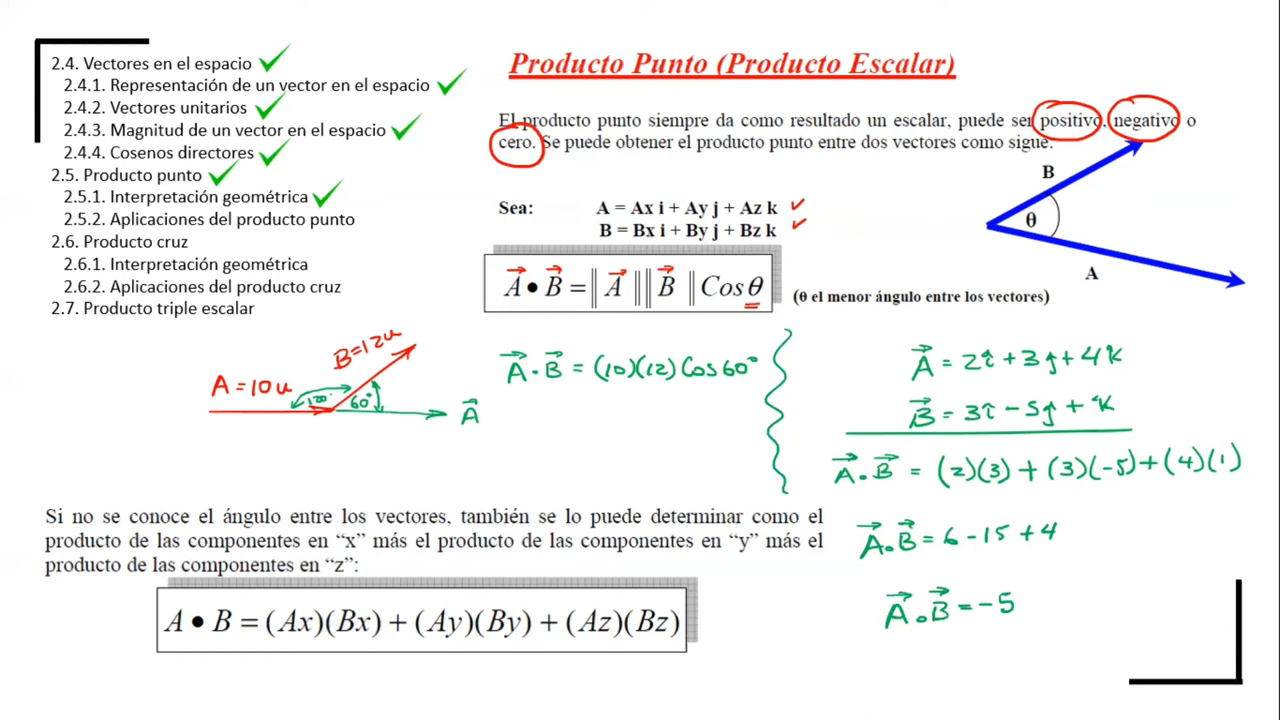 2.4. Vectores en el espacio
2.4.1. Representación de un vector en el espacio
2.4.2. Vectores unitarios
2.4.3. Magnitud de un vector en el espacio
2.4.4. Cosenos directores
2.5. Producto punto
2.5.1. Interpretación geométrica
2.5.2. Aplicaciones del producto punto
2.6. Producto cruz
2.6.1. Interpretación geométrica
2.6.2. Aplicaciones del producto cruz
2.7. Producto triple escalar
Producto Punto (Producto Escalar)
El producto punto siempre da como resultado un escalar, puede ser positivo, negativo o
cero. Se puede obtener el producto punto entre dos vectores como sigue:
Sea: A = Ax i + Ay j + Az k
B = Bx i + By j + Bz k
B
θ
A
A⃗ • B⃗ = ‖ A⃗ ‖‖ B⃗ ‖ Cos θ
(θ el menor ángulo entre los vectores)
A = 10u
B = 12u
120°
60°
A⃗
A⃗ . B⃗ = (10)(12) Cos 60°
A⃗ = 2i + 3j + 4k
B⃗ = 3i - 5j + k
A⃗ . B⃗ = (2)(3) + (3)(-5) + (4)(1)
A⃗ . B⃗ = 6 - 15 + 4
A⃗ . B⃗ = -5
Si no se conoce el ángulo entre los vectores, también se lo puede determinar como el
producto de las componentes en “x” más el producto de las componentes en “y” más el
producto de las componentes en “z”:
A • B = (Ax)(Bx) + (Ay)(By) + (Az)(Bz)